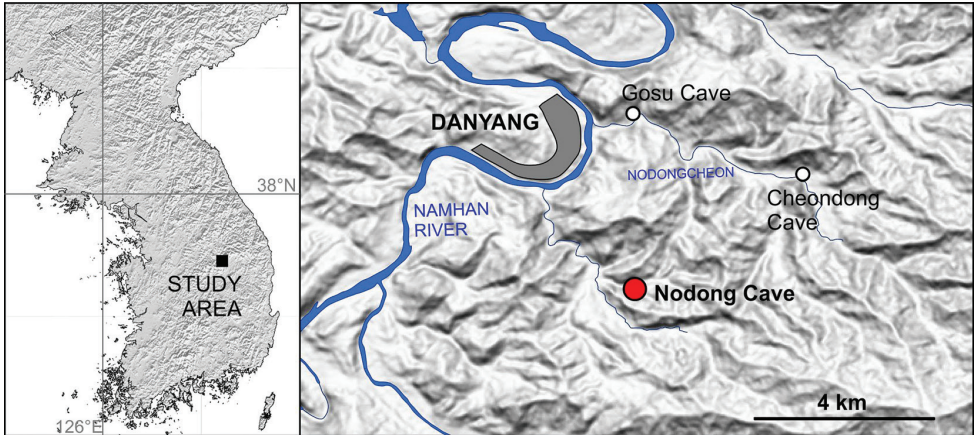 38°N
STUDY
AREA
126°E
DANYANG
Gosu Cave
NODONGCHEON
Cheondong
Cave
NAMHAN
RIVER
Nodong Cave
4 km